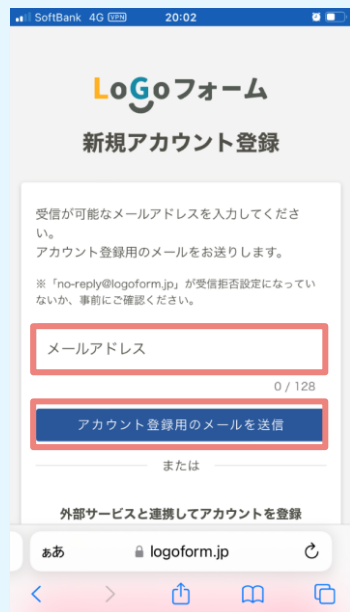 SoftBank 4G VPN 20:02
LoGoフォーム
新規アカウント登録
受信が可能なメールアドレスを入力してくださ
い。
アカウント登録用のメールをお送りします。
※「no-reply@logoform.jp」が受信拒否設定になってい
ないか、事前にご確認ください。
メールアドレス
0 / 128
アカウント登録用のメールを送信
または
外部サービスと連携してアカウントを登録
ぁあ logoform.jp